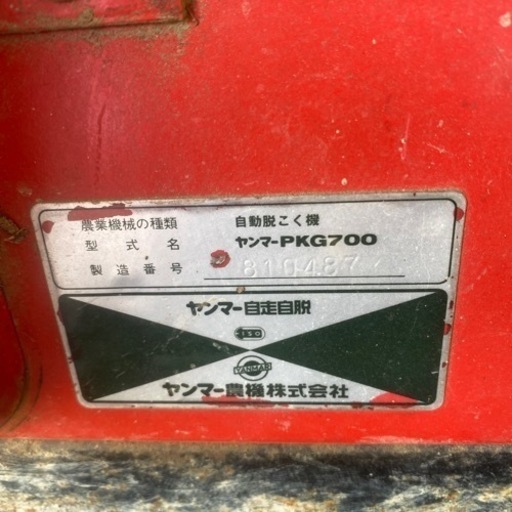 農業機械の種類 自動脱こく機
型式名 ヤンマーPKG700
製造番号 810487
ヤンマー自走自脱
ISO
YANMAR
ヤンマー農機株式会社